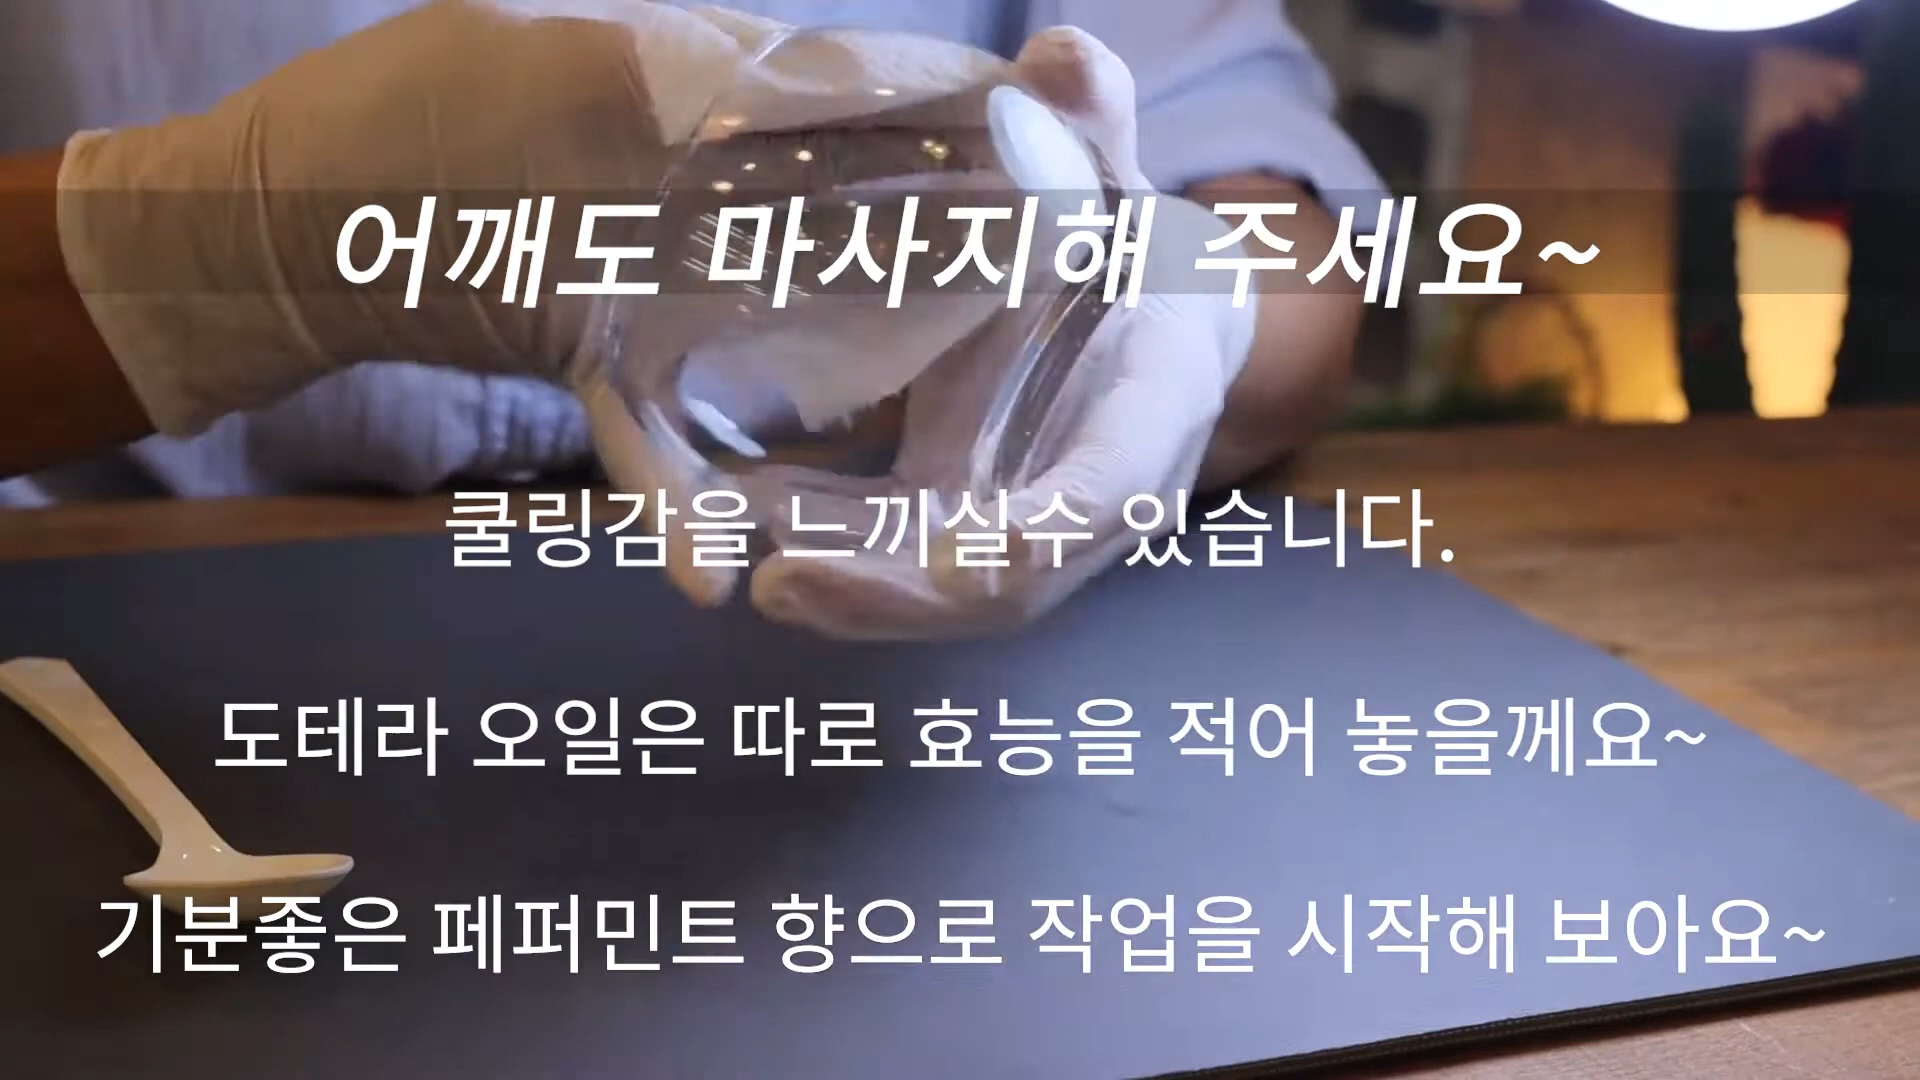 어깨도 마사지해 주세요~
쿨링감을 느끼실수 있습니다.
도테라 오일은 따로 효능을 적어 놓을께요~
기분좋은 페퍼민트 향으로 작업을 시작해 보아요~